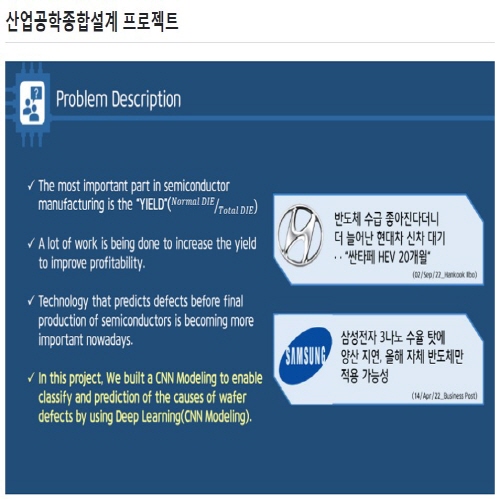 산업공학종합설계 프로젝트
Problem Description
✓ The most important part in semiconductor
manufacturing is the "YIELD"(Normal DIE/Total DIE)
✓ A lot of work is being done to increase the yield
to improve profitability.
✓ Technology that predicts defects before final
production of semiconductors is becoming more
important nowadays.
✓ In this project, We built a CNN Modeling to enable
classify and prediction of the causes of wafer
defects by using Deep Learning(CNN Modeling).
반도체 수급 좋아진다더니
더 늘어난 현대차 신차 대기
‥ "싼타페 HEV 20개월"
(02/Sep/22_Hankook Ilbo)
SAMSUNG
삼성전자 3나노 수율 탓에
양산 지연, 올해 자체 반도체만
적용 가능성
(14/Apr/22_Business Post)